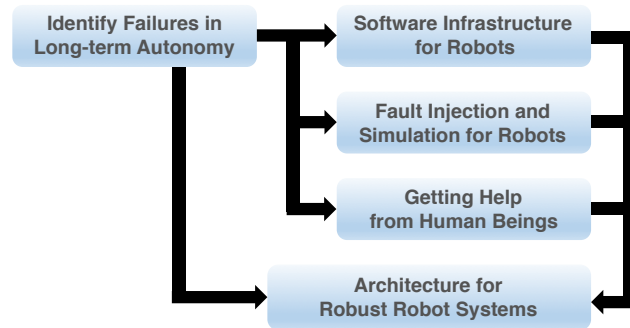 Identify Failures in
Long-term Autonomy
Software Infrastructure
for Robots
Fault Injection and
Simulation for Robots
Getting Help
from Human Beings
Architecture for
Robust Robot Systems